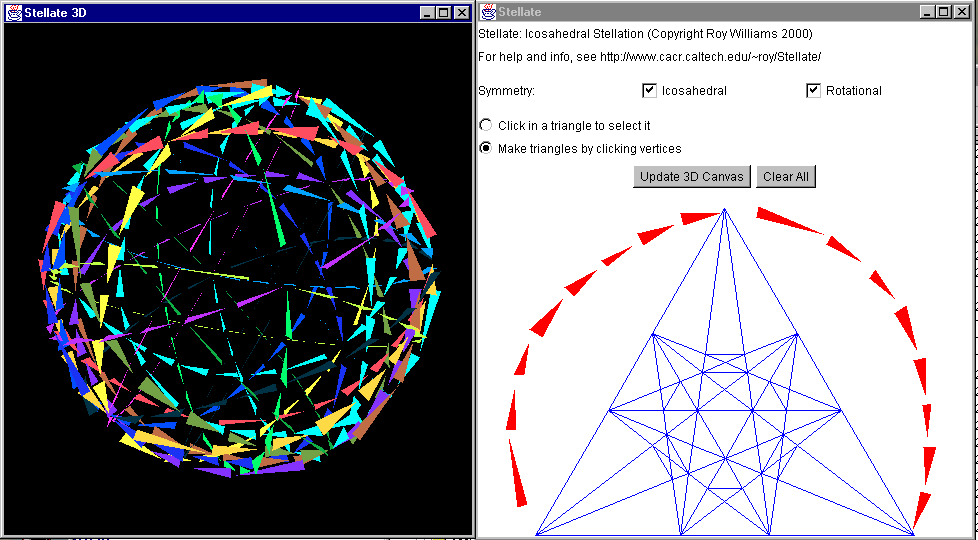 Stellate 3D
Stellate
Stellate: Icosahedral Stellation (Copyright Roy Williams 2000)
For help and info, see http://www.cacr.caltech.edu/~roy/Stellate/
Symmetry: Icosahedral Rotational
Click in a triangle to select it
Make triangles by clicking vertices
Update 3D Canvas Clear All